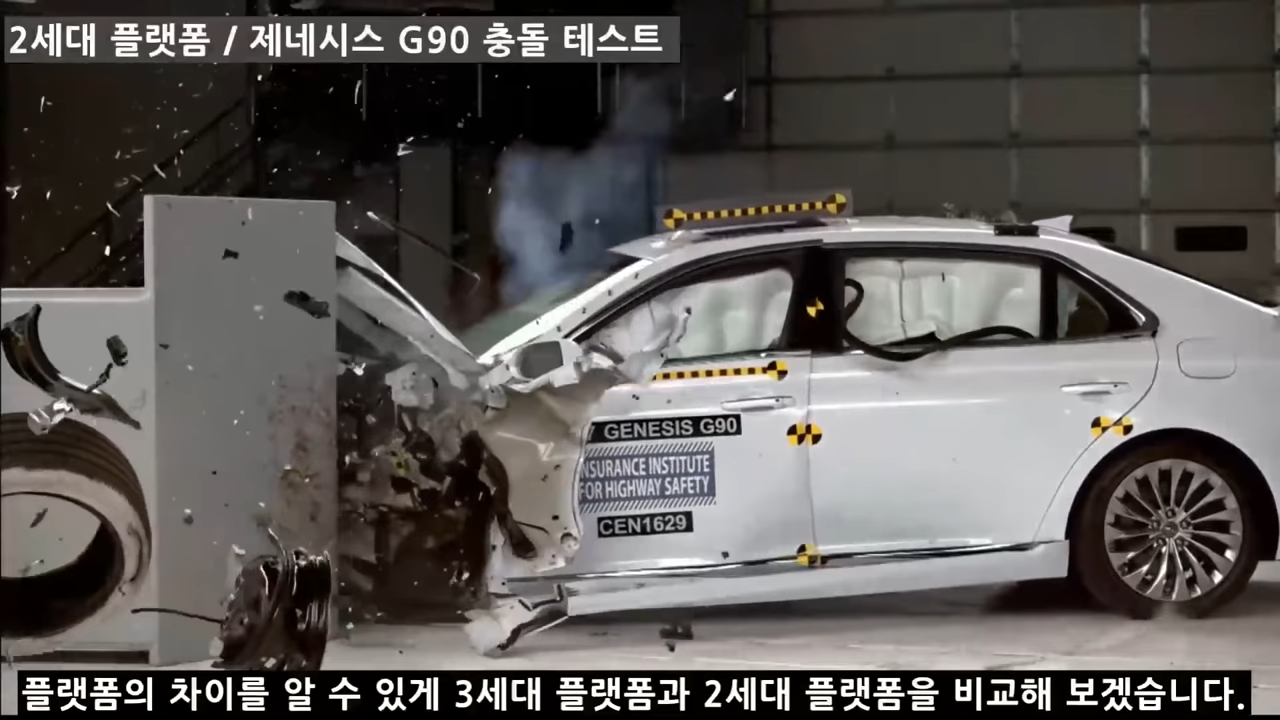 2세대 플랫폼 / 제네시스 G90 충돌 테스트
GENESIS G90
INSURANCE INSTITUTE
FOR HIGHWAY SAFETY
CEN1629
플랫폼의 차이를 알 수 있게 3세대 플랫폼과 2세대 플랫폼을 비교해 보겠습니다.